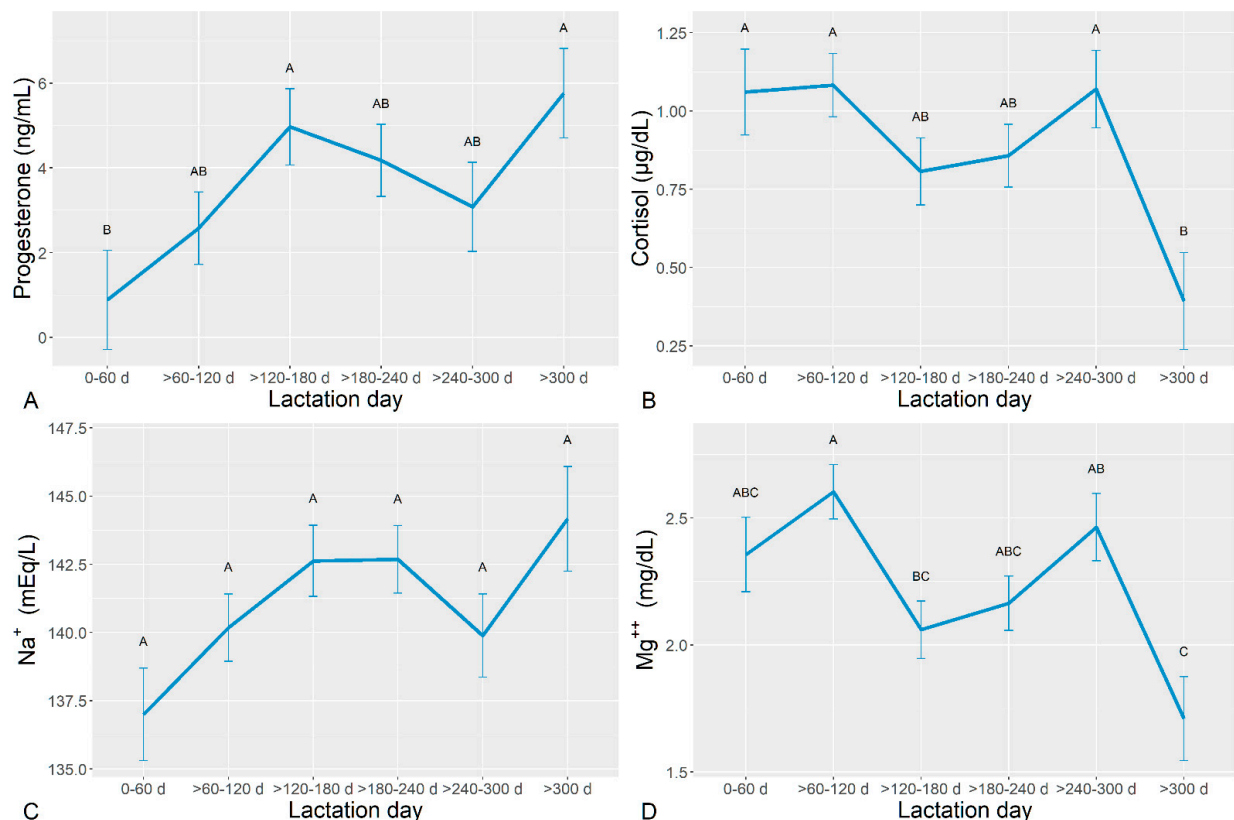 A
A
AB
AB
AB
B
6
4
2
0
Progesterone (ng/mL)
0-60 d >60-120 d >120-180 d >180-240 d >240-300 d >300 d
Lactation day
A
A
A
A
AB
AB
B
1.25
1.00
0.75
0.50
0.25
Cortisol (µg/dL)
0-60 d >60-120 d >120-180 d >180-240 d >240-300 d >300 d
Lactation day
B
A
A
A
A
A
A
147.5
145.0
142.5
140.0
137.5
135.0
Na+ (mEq/L)
0-60 d >60-120 d >120-180 d >180-240 d >240-300 d >300 d
Lactation day
C
A
AB
ABC
ABC
BC
C
2.5
2.0
1.5
Mg++ (mg/dL)
0-60 d >60-120 d >120-180 d >180-240 d >240-300 d >300 d
Lactation day
D